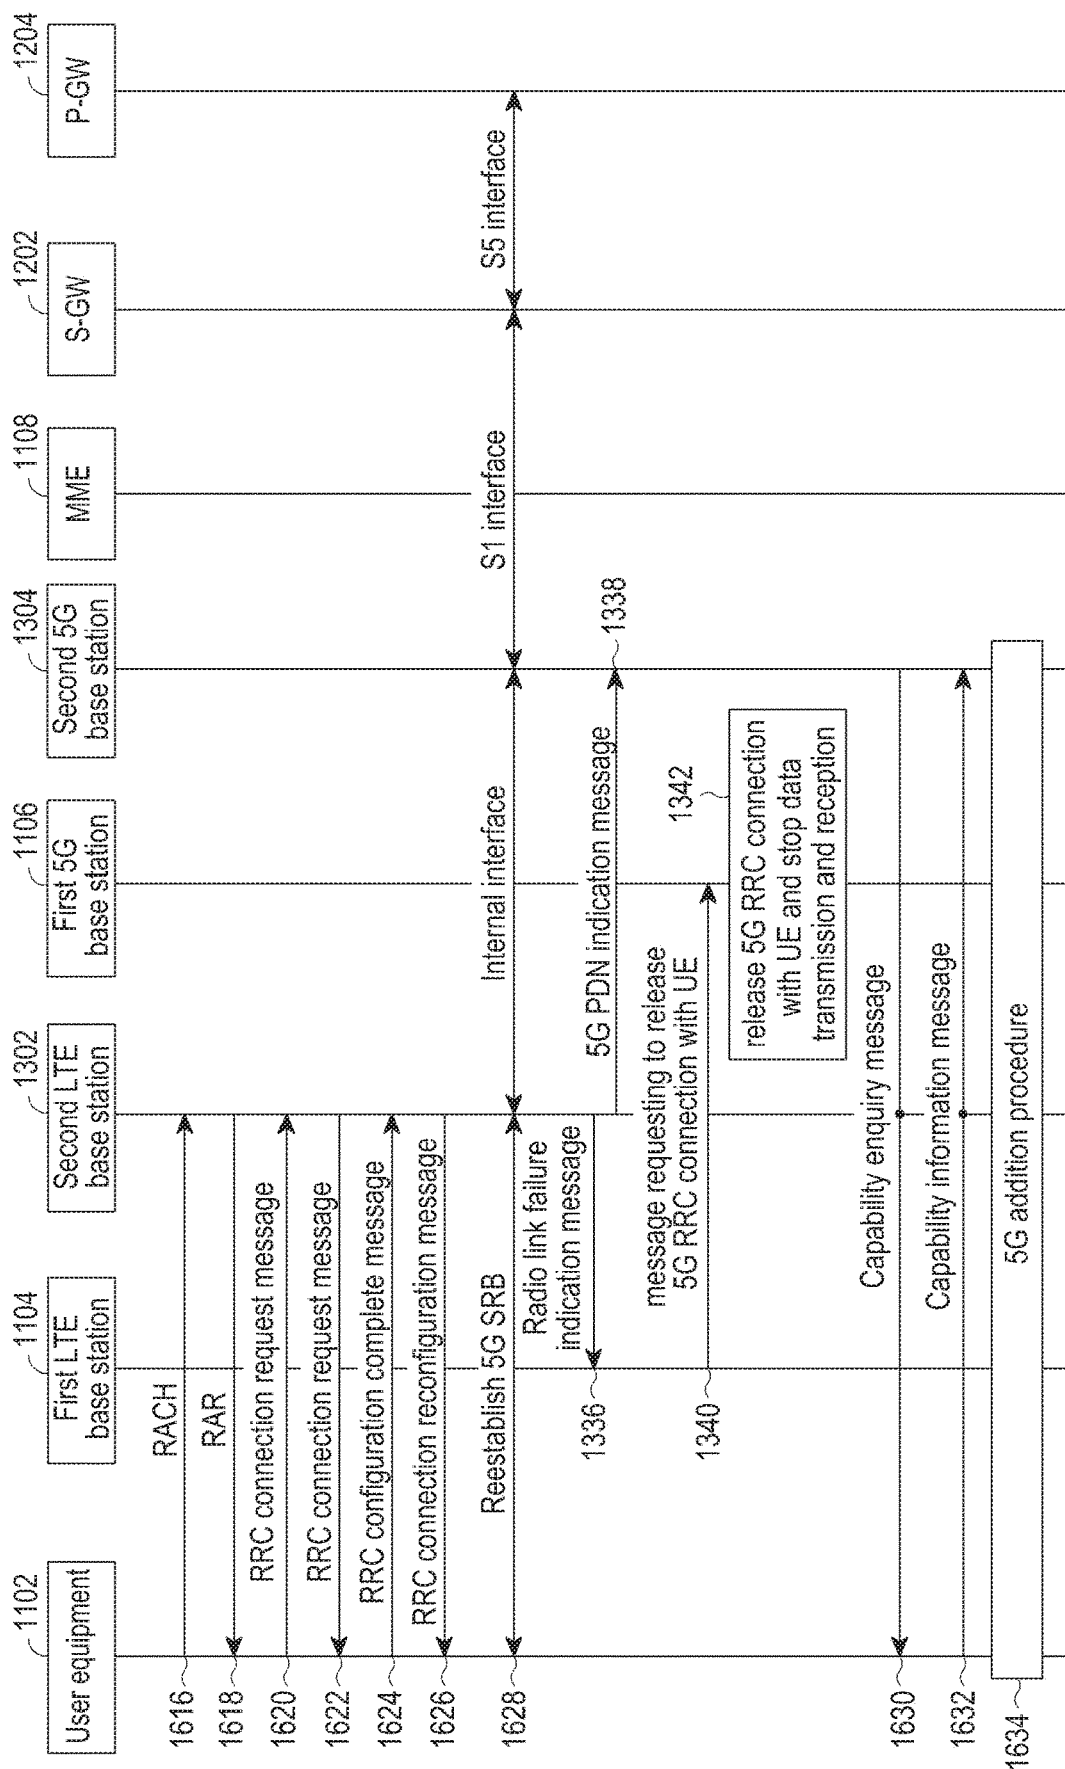 1102
User equipment
1104
First LTE
base station
1302
Second LTE
base station
1106
First 5G
base station
1304
Second 5G
base station
1108
MME
1202
S-GW
1204
P-GW
1616
RACH
1618
RAR
1620
RRC connection request message
1622
RRC connection request message
1624
RRC configuration complete message
1626
RRC connection reconfiguration message
1628
Reestablish 5G SRB
Internal interface
S1 interface
S5 interface
Radio link failure
indication message
1336
5G PDN indication message
1338
message requesting to release
5G RRC connection with UE
1340
1342
release 5G RRC connection
with UE and stop data
transmission and reception
1630
Capability enquiry message
1632
Capability information message
1634
5G addition procedure